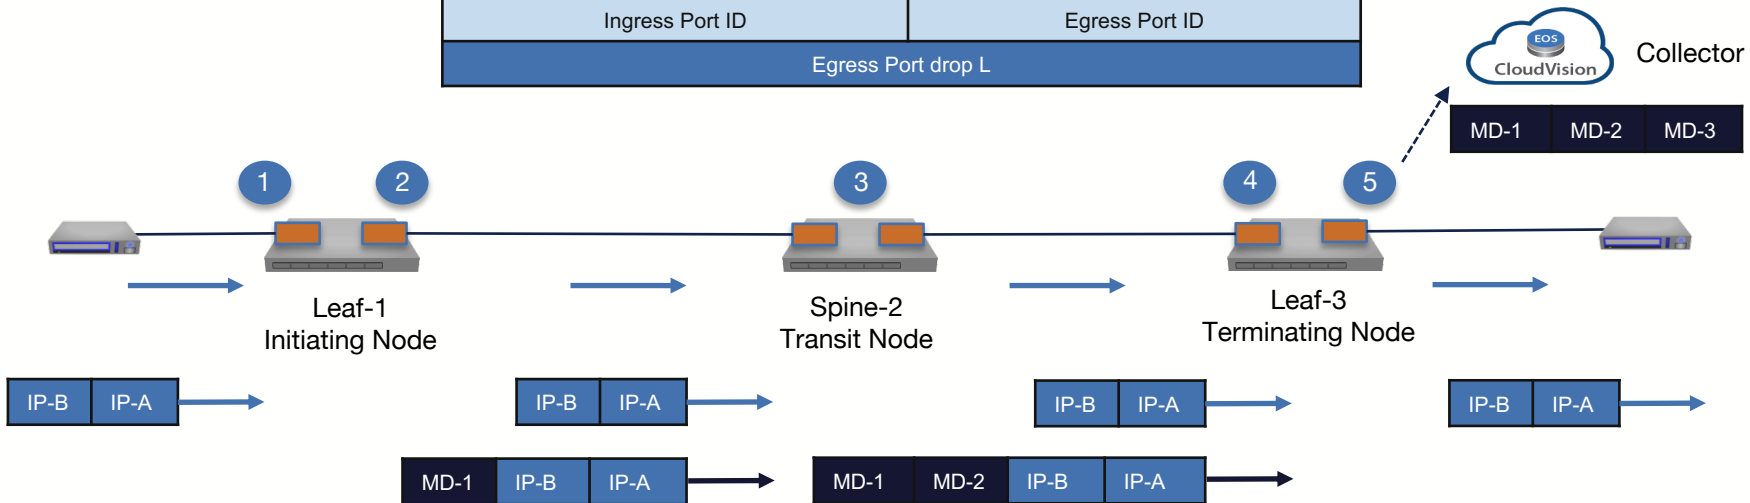 Ingress Port ID
Egress Port ID
Egress Port drop L
EOS
CloudVision
Collector
MD-1 MD-2 MD-3
1
2
3
4
5
Leaf-1
Initiating Node
Spine-2
Transit Node
Leaf-3
Terminating Node
IP-B IP-A
IP-B IP-A
IP-B IP-A
IP-B IP-A
MD-1 IP-B IP-A
MD-1 MD-2 IP-B IP-A